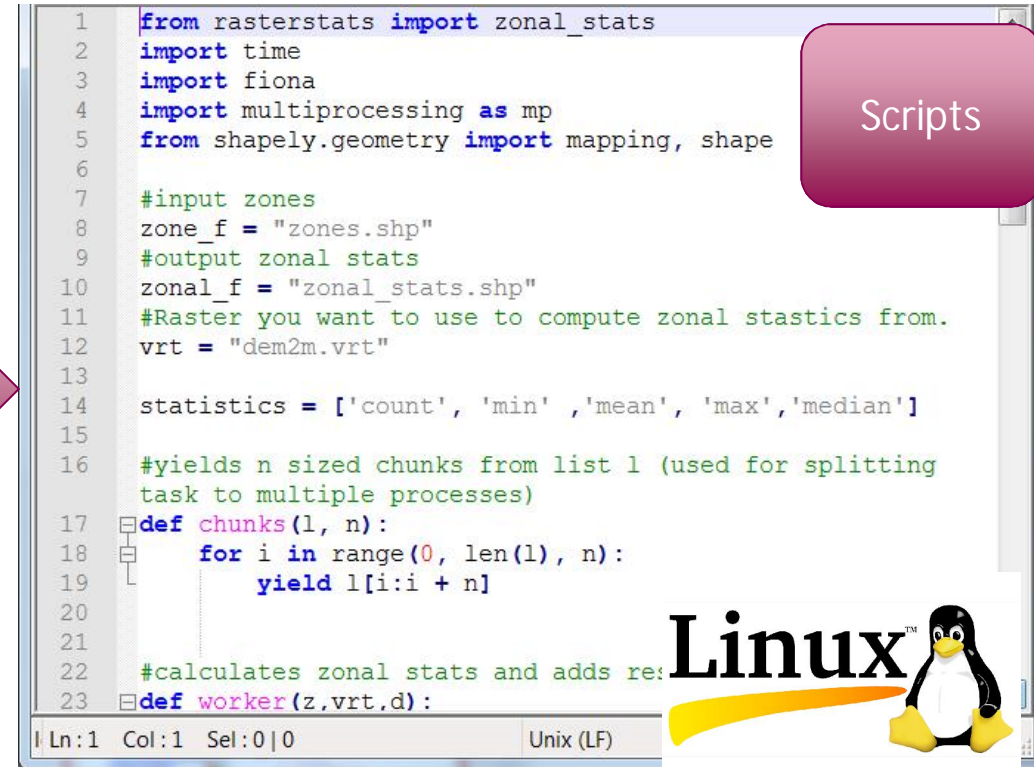 1 from rasterstats import zonal_stats
2 import time
3 import fiona
4 import multiprocessing as mp
5 from shapely.geometry import mapping, shape
6
7 #input zones
8 zone_f = "zones.shp"
9 #output zonal stats
10 zonal_f = "zonal_stats.shp"
11 #Raster you want to use to compute zonal stastics from.
12 vrt = "dem2m.vrt"
13
14 statistics = ['count', 'min' ,'mean', 'max','median']
15
16 #yields n sized chunks from list l (used for splitting
task to multiple processes)
17 def chunks(l, n):
18 for i in range(0, len(l), n):
19 yield l[i:i + n]
20
21
22 #calculates zonal stats and adds
23 def worker(z,vrt,d):
Ln : 1 Col : 1 Sel : 0 | 0 Unix (LF)
Scripts
Linux™